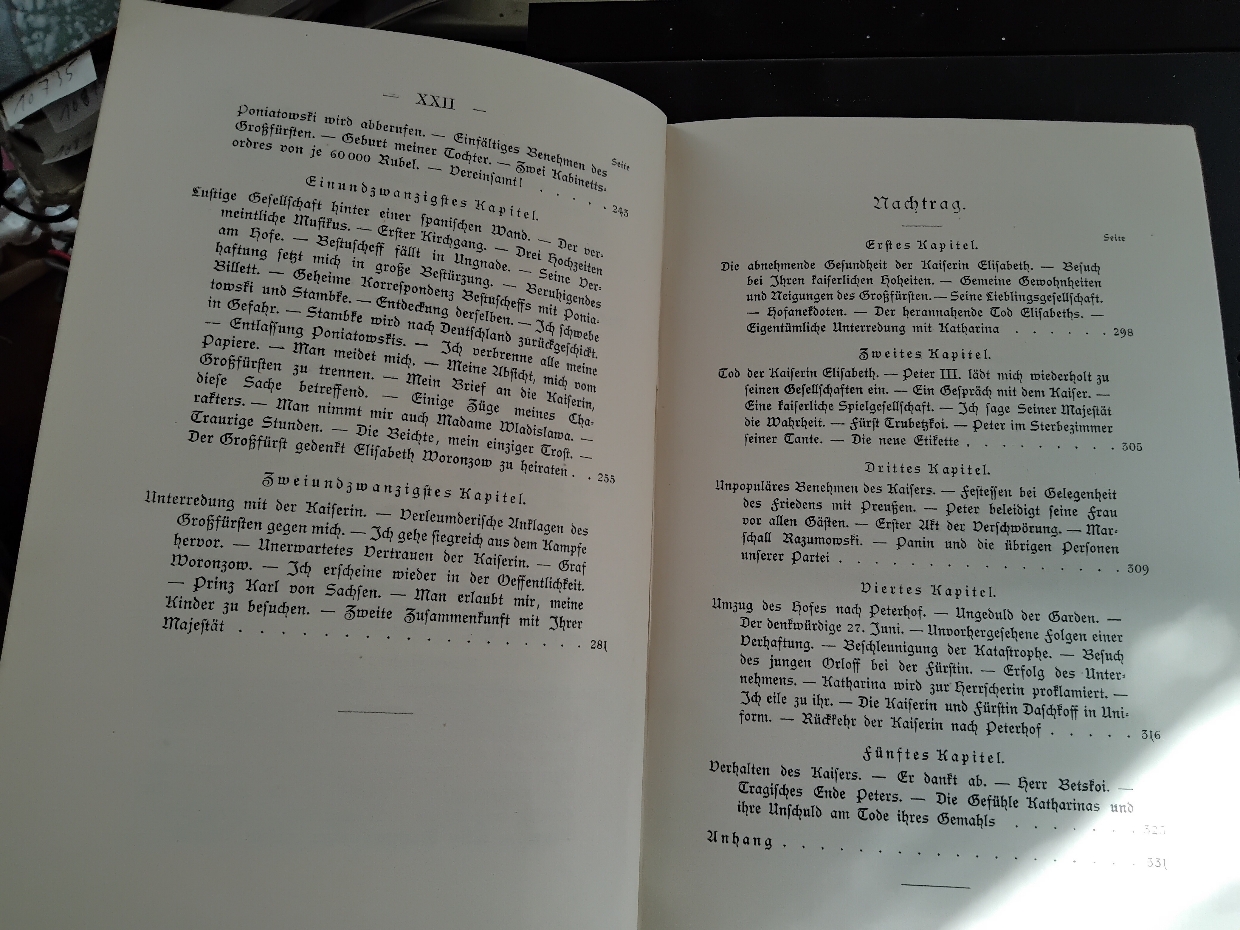 10735
— XXII —
Seite
Poniatowski wird abberufen. — Einfältiges Benehmen des
Großfürsten. — Geburt meiner Tochter. — Zwei Kabinetts-
ordres von je 60000 Rubel. — Vereinsamt! . . . . . 243
Einundzwanzigstes Kapitel.
Lustige Gesellschaft hinter einer spanischen Wand. — Der ver-
meintliche Musikus. — Erster Kirchgang. — Drei Hochzeiten
am Hofe. — Bestuscheff fällt in Ungnade. — Seine Ver-
haftung setzt mich in große Bestürzung. — Beruhigendes
Billett. — Geheime Korrespondenz Bestuscheffs mit Ponia-
towski und Stambke. — Entdeckung derselben. — Ich schwebe
in Gefahr. — Stambke wird nach Deutschland zurückgeschickt.
— Entlassung Poniatowskis. — Ich verbrenne alle meine
Papiere. — Man meidet mich. — Meine Absicht, mich vom
Großfürsten zu trennen. — Mein Brief an die Kaiserin,
diese Sache betreffend. — Einige Züge meines Cha-
rakters. — Man nimmt mir auch Madame Wladislawa. —
Traurige Stunden. — Die Beichte, mein einziger Trost. —
Der Großfürst gedenkt Elisabeth Woronzow zu heiraten . . 255
Zweiundzwanzigstes Kapitel.
Unterredung mit der Kaiserin. — Verleumderische Anklagen des
Großfürsten gegen mich. — Ich gehe siegreich aus dem Kampfe
hervor. — Unerwartetes Vertrauen der Kaiserin. — Graf
Woronzow. — Ich erscheine wieder in der Oeffentlichkeit.
— Prinz Karl von Sachsen. — Man erlaubt mir, meine
Kinder zu besuchen. — Zweite Zusammenkunft mit Ihrer
Majestät . . . . . . . . . . . . . . . . . 281
Nachtrag.
Seite
Erstes Kapitel.
Die abnehmende Gesundheit der Kaiserin Elisabeth. — Besuch
bei Ihren kaiserlichen Hoheiten. — Gemeine Gewohnheiten
und Neigungen des Großfürsten. — Seine Lieblingsgesellschaft.
— Hofanekdoten. — Der herannahende Tod Elisabeths. —
Eigentümliche Unterredung mit Katharina . . . . . . 298
Zweites Kapitel.
Tod der Kaiserin Elisabeth. — Peter III. lädt mich wiederholt zu
seinen Gesellschaften ein. — Ein Gespräch mit dem Kaiser. —
Eine kaiserliche Spielgesellschaft. — Ich sage Seiner Majestät
die Wahrheit. — Fürst Trubetzkoi. — Peter im Sterbezimmer
seiner Tante. — Die neue Etikette . . . . . . . . . 305
Drittes Kapitel.
Unpopuläres Benehmen des Kaisers. — Festessen bei Gelegenheit
des Friedens mit Preußen. — Peter beleidigt seine Frau
vor allen Gästen. — Erster Akt der Verschwörung. — Mar-
schall Razumowski. — Panin und die übrigen Personen
unserer Partei . . . . . . . . . . . . . . . . 309
Viertes Kapitel.
Umzug des Hofes nach Peterhof. — Ungeduld der Garden. —
Der denkwürdige 27. Juni. — Unvorhergesehene Folgen einer
Verhaftung. — Beschleunigung der Katastrophe. — Besuch
des jungen Orloff bei der Fürstin. — Erfolg des Unter-
nehmens. — Katharina wird zur Herrscherin proklamiert. —
Ich eile zu ihr. — Die Kaiserin und Fürstin Daschkoff in Uni-
form. — Rückkehr der Kaiserin nach Peterhof . . . . . 316
Fünftes Kapitel.
Verhalten des Kaisers. — Er dankt ab. — Herr Betskoi. —
Tragisches Ende Peters. — Die Gefühle Katharinas und
ihre Unschuld am Tode ihres Gemahls . . . . . . .
Anhang . . . . . . . . . . . . . . . . . . . 331